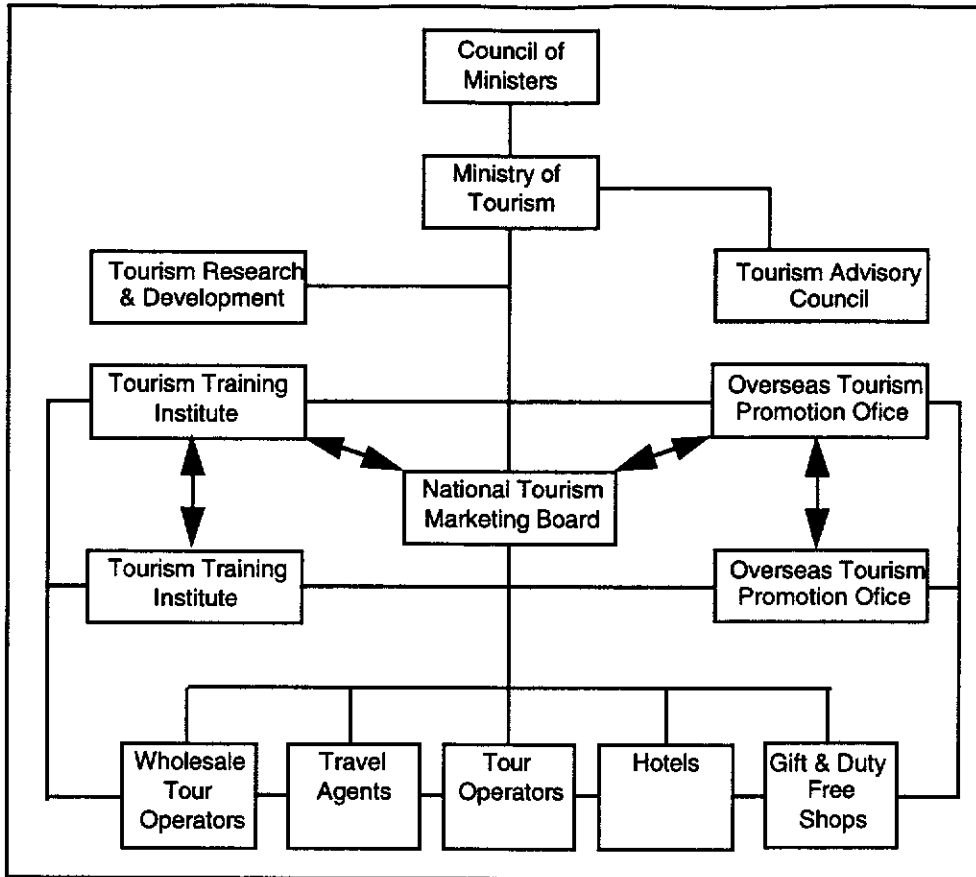 Council of
Ministers
Ministry of
Tourism
Tourism Research
& Development
Tourism Advisory
Council
Tourism Training
Institute
Overseas Tourism
Promotion Ofice
National Tourism
Marketing Board
Tourism Training
Institute
Overseas Tourism
Promotion Ofice
Wholesale
Tour
Operators
Travel
Agents
Tour
Operators
Hotels
Gift & Duty
Free
Shops